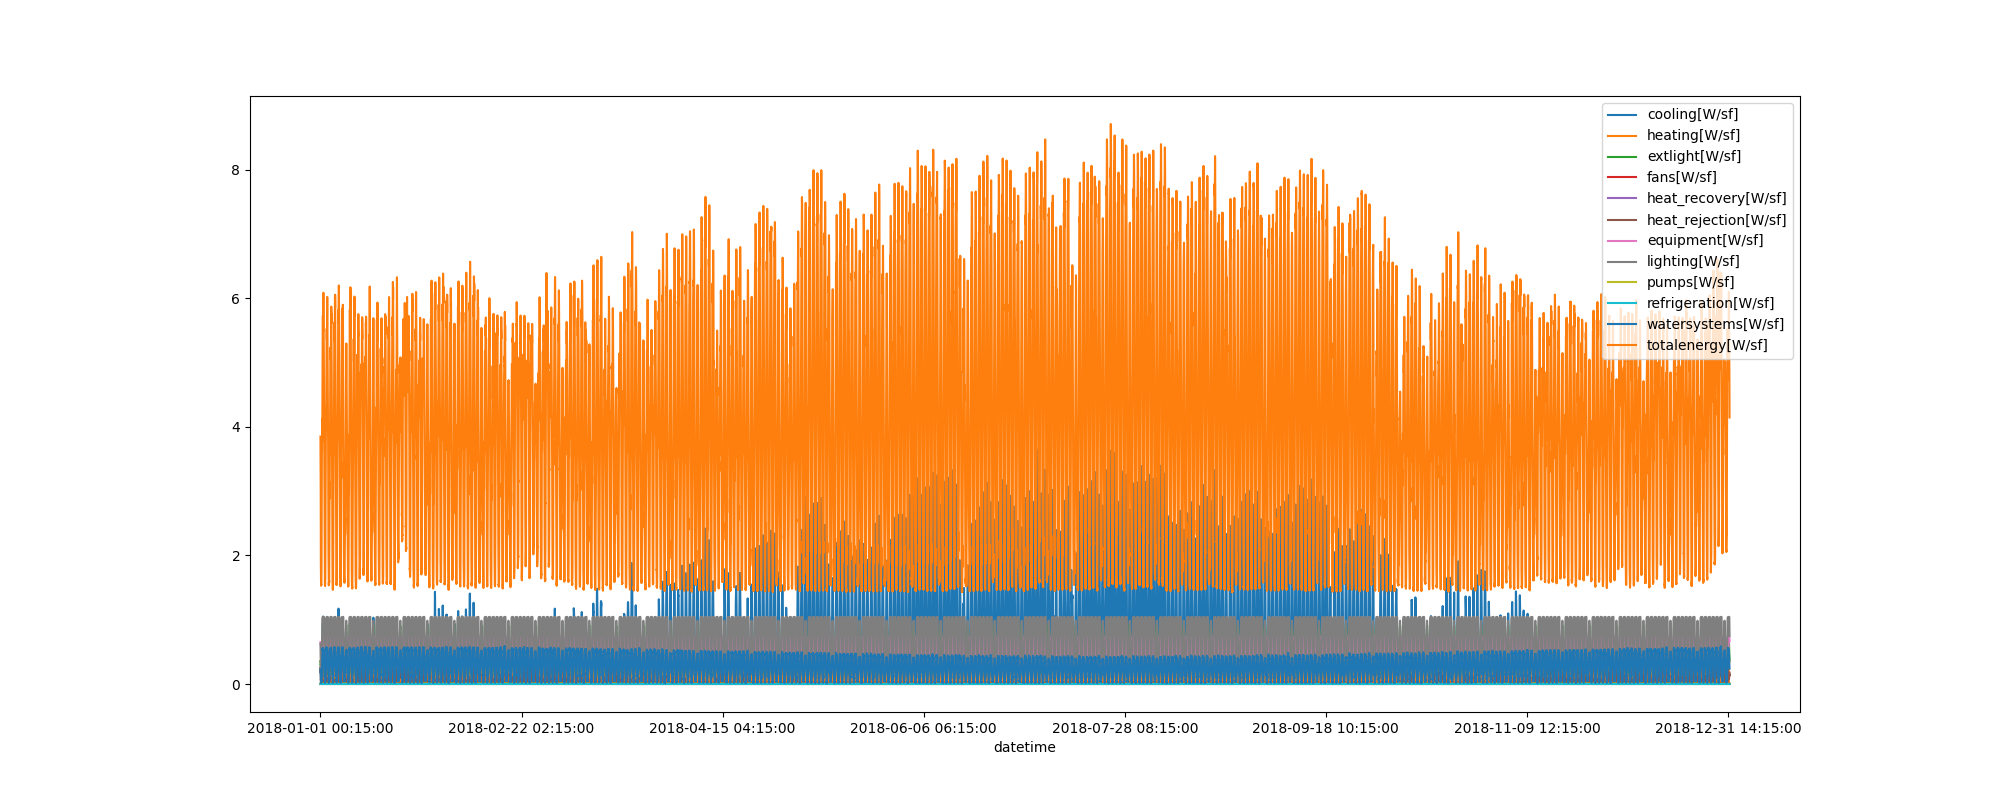 cooling[W/sf]
heating[W/sf]
extlight[W/sf]
fans[W/sf]
heat_recovery[W/sf]
heat_rejection[W/sf]
equipment[W/sf]
lighting[W/sf]
pumps[W/sf]
refrigeration[W/sf]
watersystems[W/sf]
totalenergy[W/sf]
8
6
4
2
0
2018-01-01 00:15:00 2018-02-22 02:15:00 2018-04-15 04:15:00 2018-06-06 06:15:00 2018-07-28 08:15:00 2018-09-18 10:15:00 2018-11-09 12:15:00 2018-12-31 14:15:00
datetime